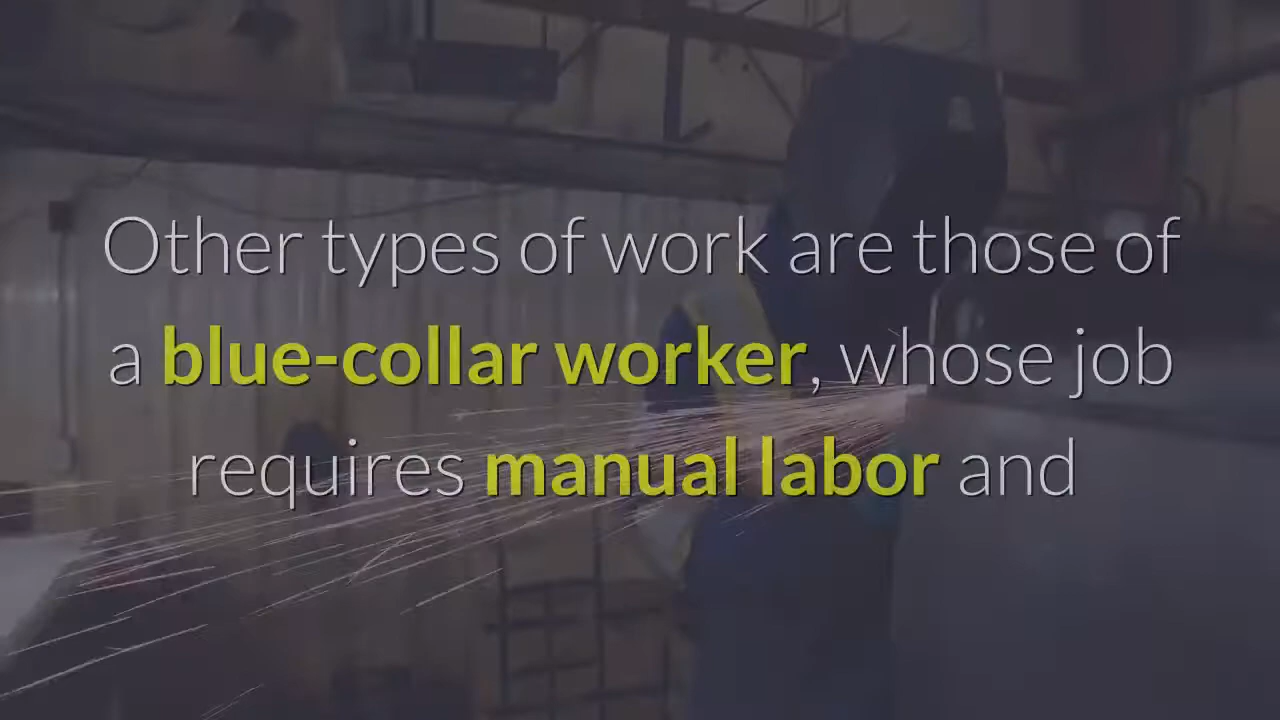 Other types of work are those of
a blue-collar worker, whose job
requires manual labor and